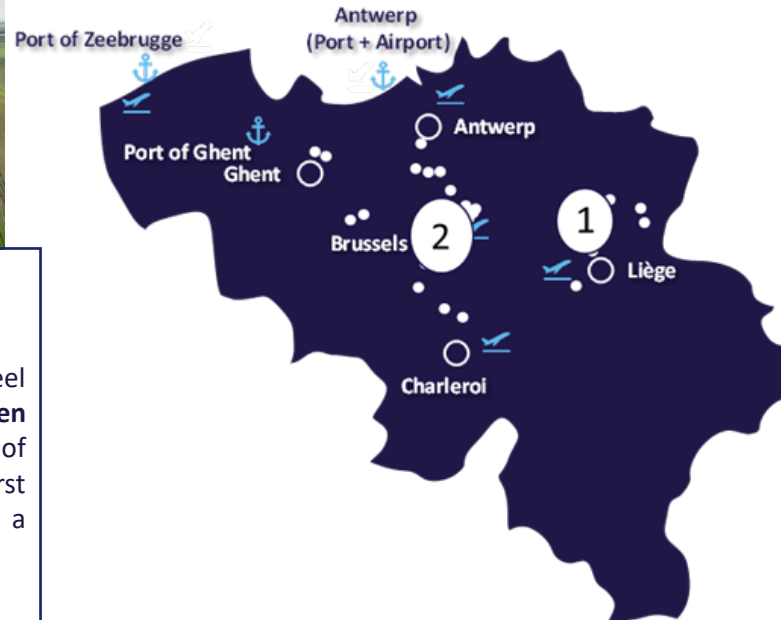 Antwerp
(Port + Airport)
Port of Zeebrugge
Antwerp
Port of Ghent
Ghent
1
Brussels
2
Liège
Charleroi
eel
en
of
rst
a